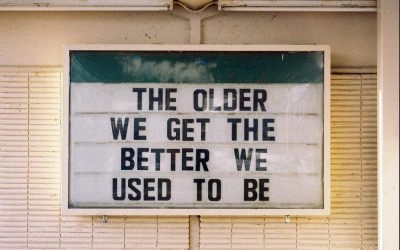 THE OLDER
WE GET THE
BETTER WE
USED TO BE